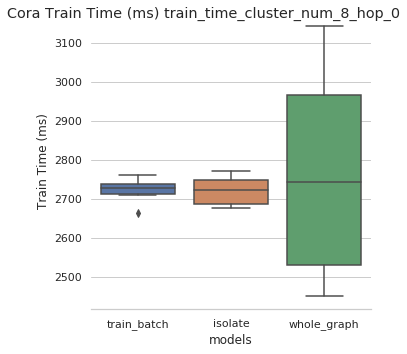 Cora Train Time (ms) train_time_cluster_num_8_hop_0
3100
3000
2900
2800
2700
2600
2500
Train Time (ms)
train_batch
isolate
whole_graph
models